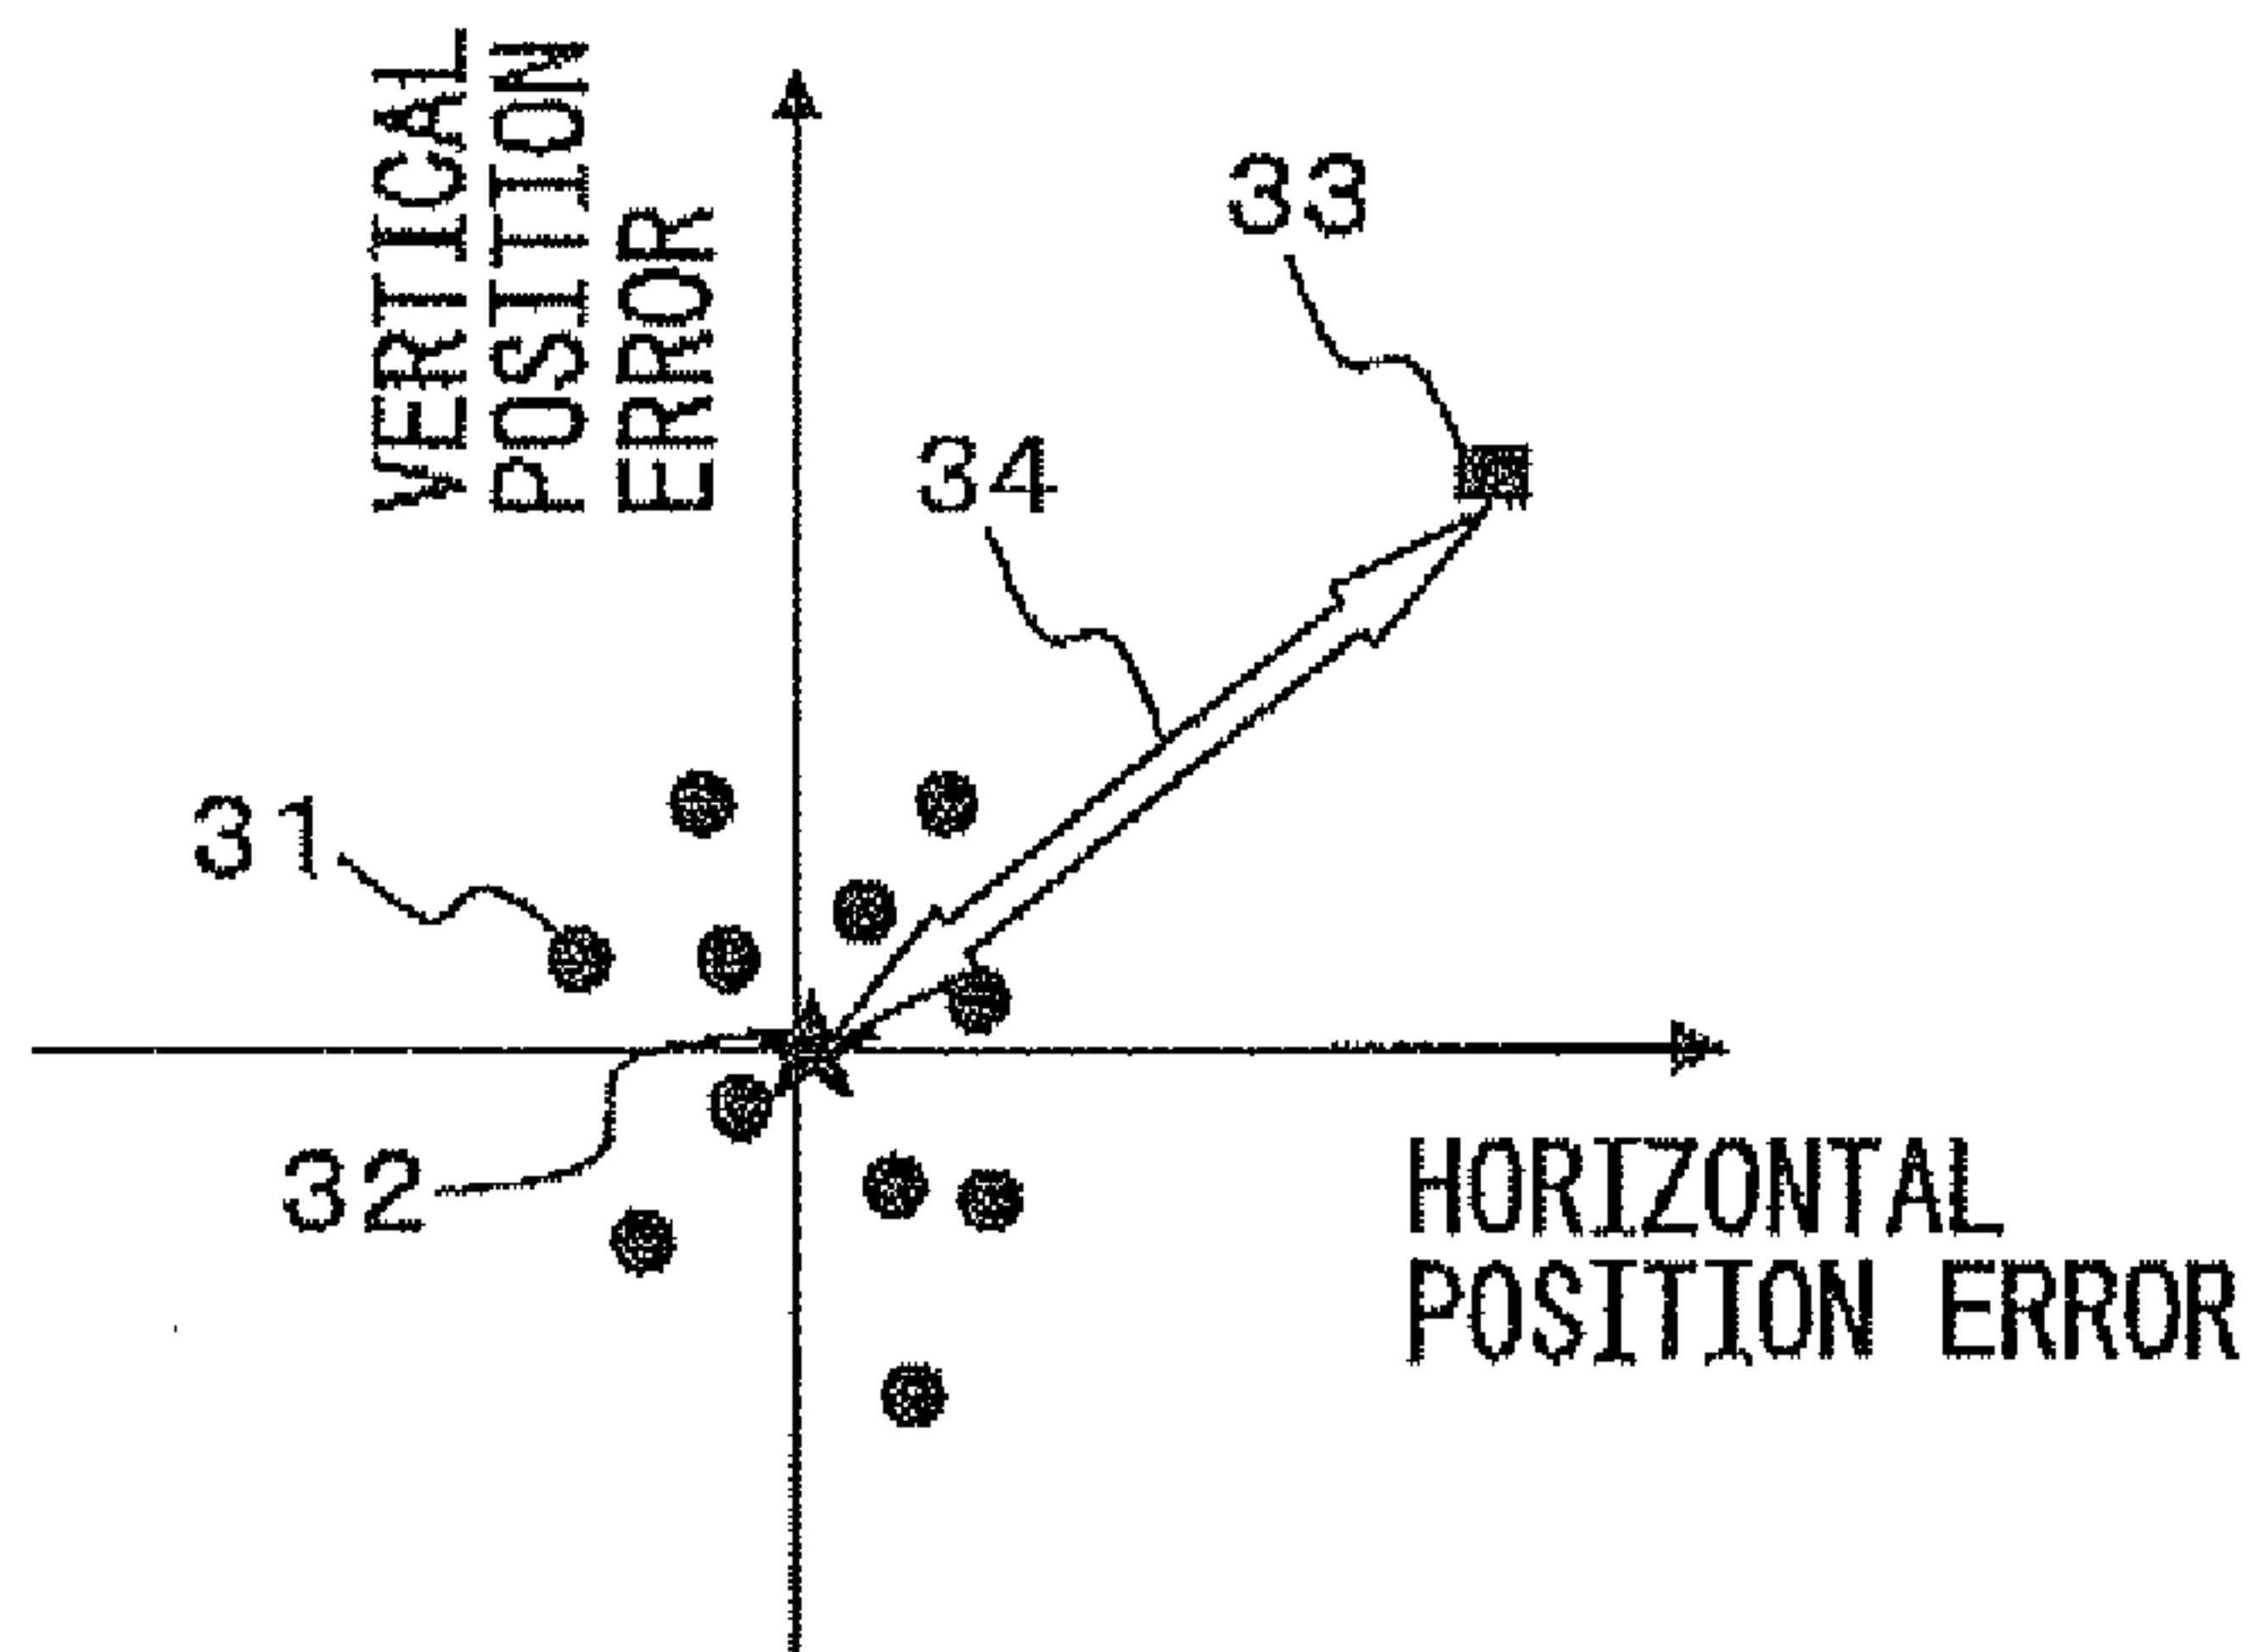 VERTICAL
POSITION
ERROR
33
34
31
32
HORIZONTAL
POSITION ERROR